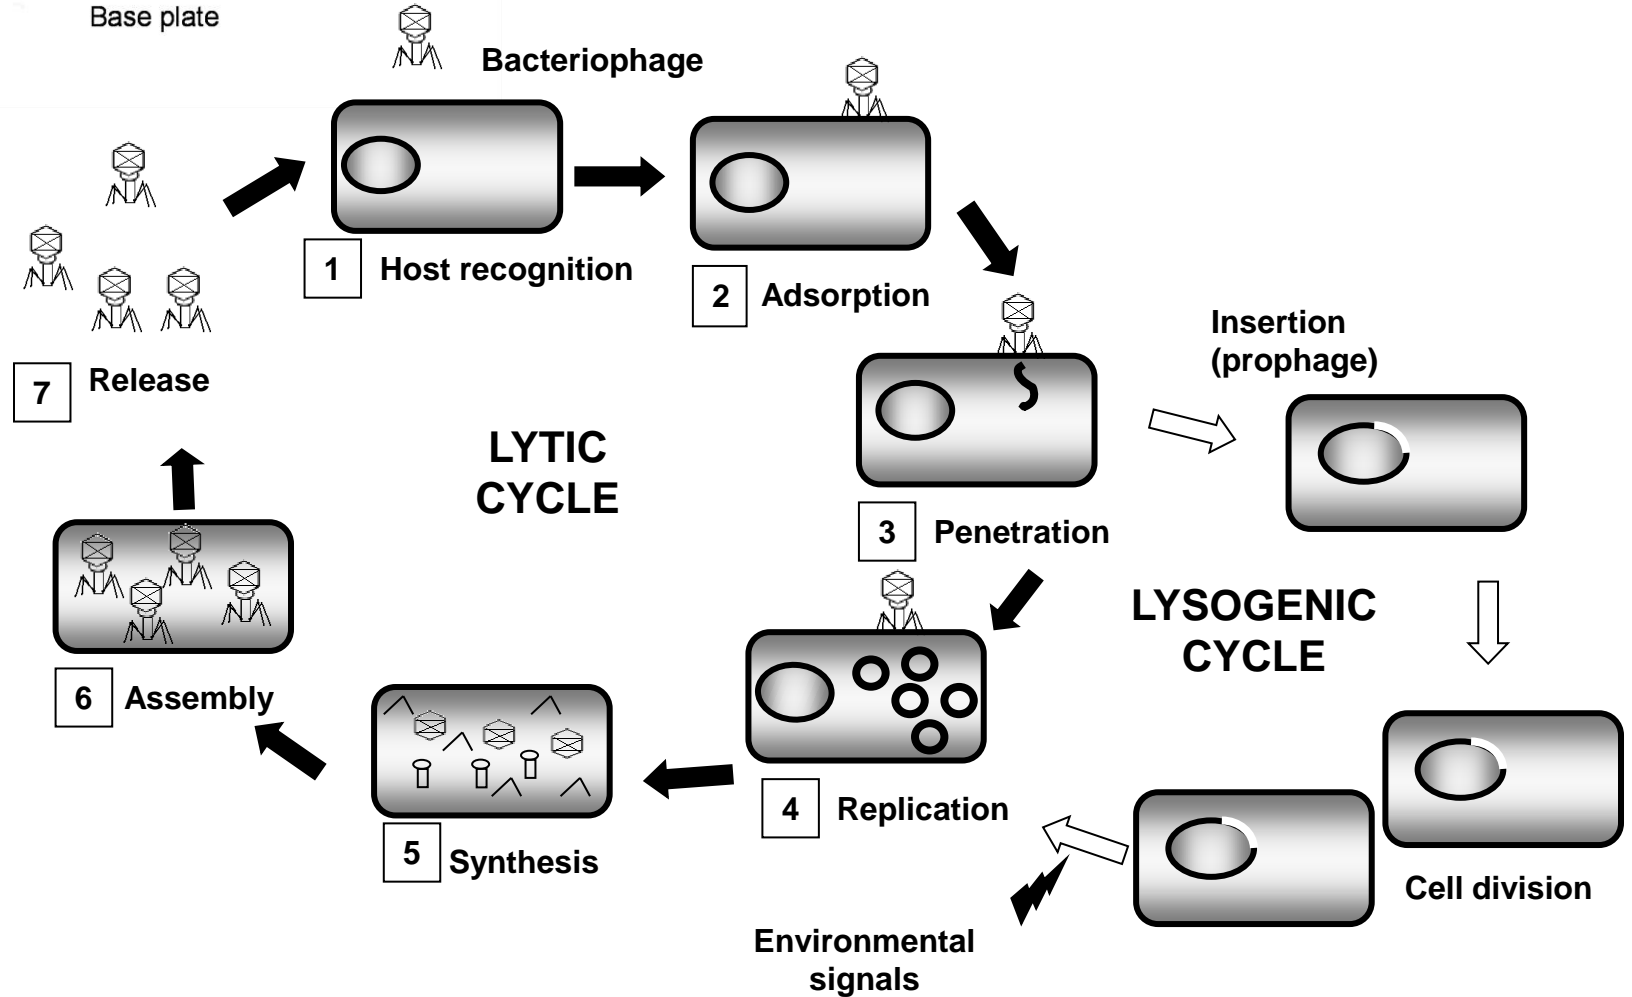 Base plate
Bacteriophage
1 Host recognition
2 Adsorption
Insertion
(prophage)
7 Release
LYTIC
CYCLE
3 Penetration
LYSOGENIC
CYCLE
6 Assembly
4 Replication
5 Synthesis
Cell division
Environmental
signals